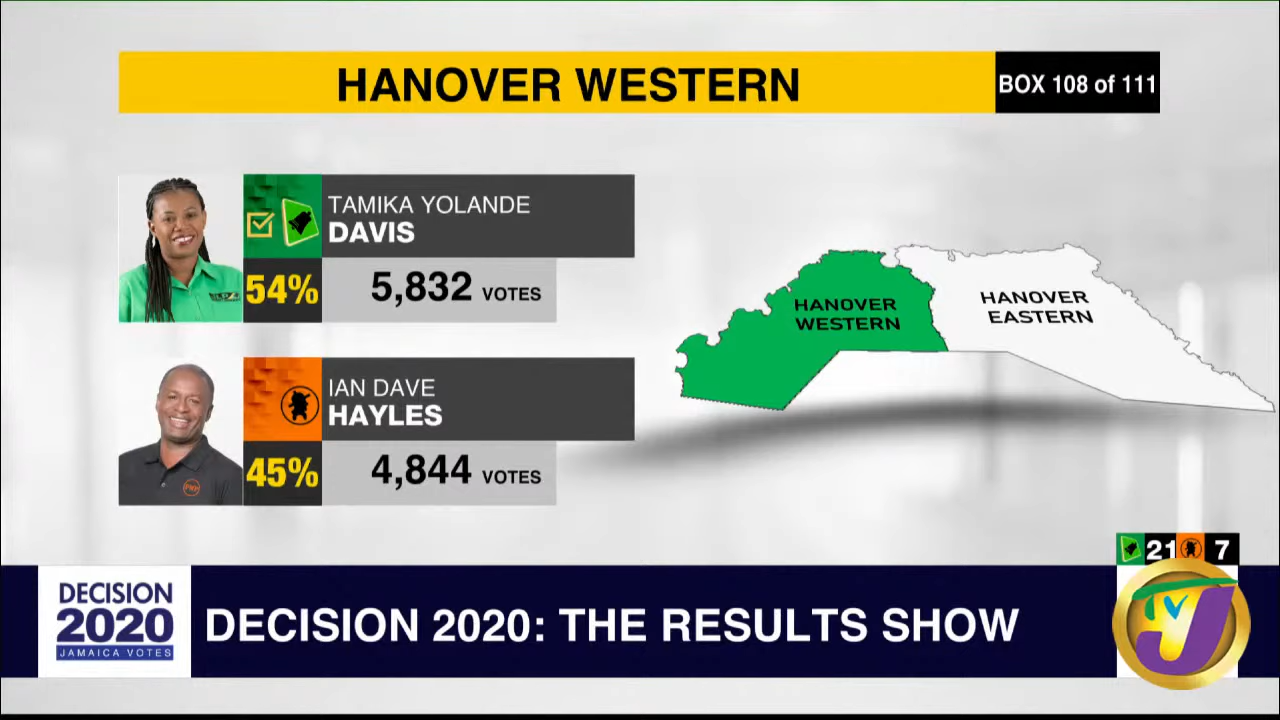 HANOVER WESTERN
BOX 108 of 111
TAMIKA YOLANDE
DAVIS
54%
5,832 VOTES
IAN DAVE
HAYLES
45%
4,844 VOTES
HANOVER
WESTERN
HANOVER
EASTERN
21
7
DECISION
2020
JAMAICA VOTES
DECISION 2020: THE RESULTS SHOW
TVJ